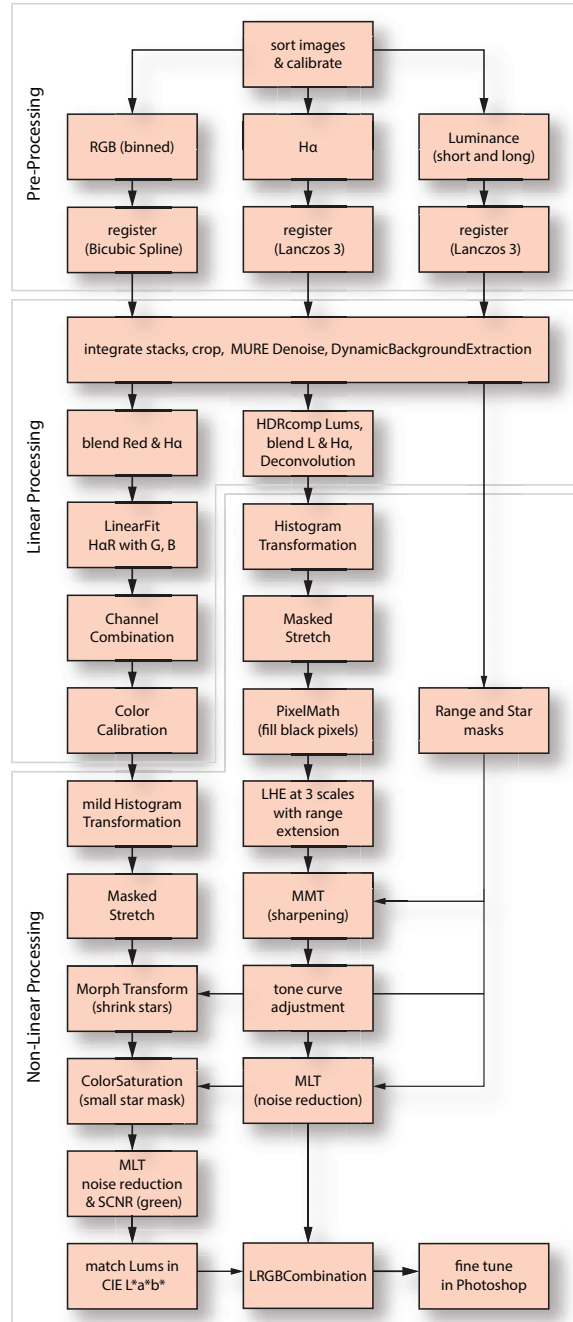 Pre-Processing
sort images
& calibrate
RGB (binned)
Hα
Luminance
(short and long)
register
(Bicubic Spline)
register
(Lanczos 3)
register
(Lanczos 3)
Linear Processing
integrate stacks, crop, MURE Denoise, DynamicBackgroundExtraction
blend Red & Hα
HDRcomp Lums,
blend L & Hα,
Deconvolution
LinearFit
HαR with G, B
Histogram
Transformation
Channel
Combination
Masked
Stretch
Color
Calibration
PixelMath
(fill black pixels)
Range and Star
masks
Non-Linear Processing
mild Histogram
Transformation
LHE at 3 scales
with range
extension
Masked
Stretch
MMT
(sharpening)
Morph Transform
(shrink stars)
tone curve
adjustment
ColorSaturation
(small star mask)
MLT
(noise reduction)
MLT
noise reduction
& SCNR (green)
match Lums in
CIE L*a*b*
LRGBCombination
fine tune
in Photoshop